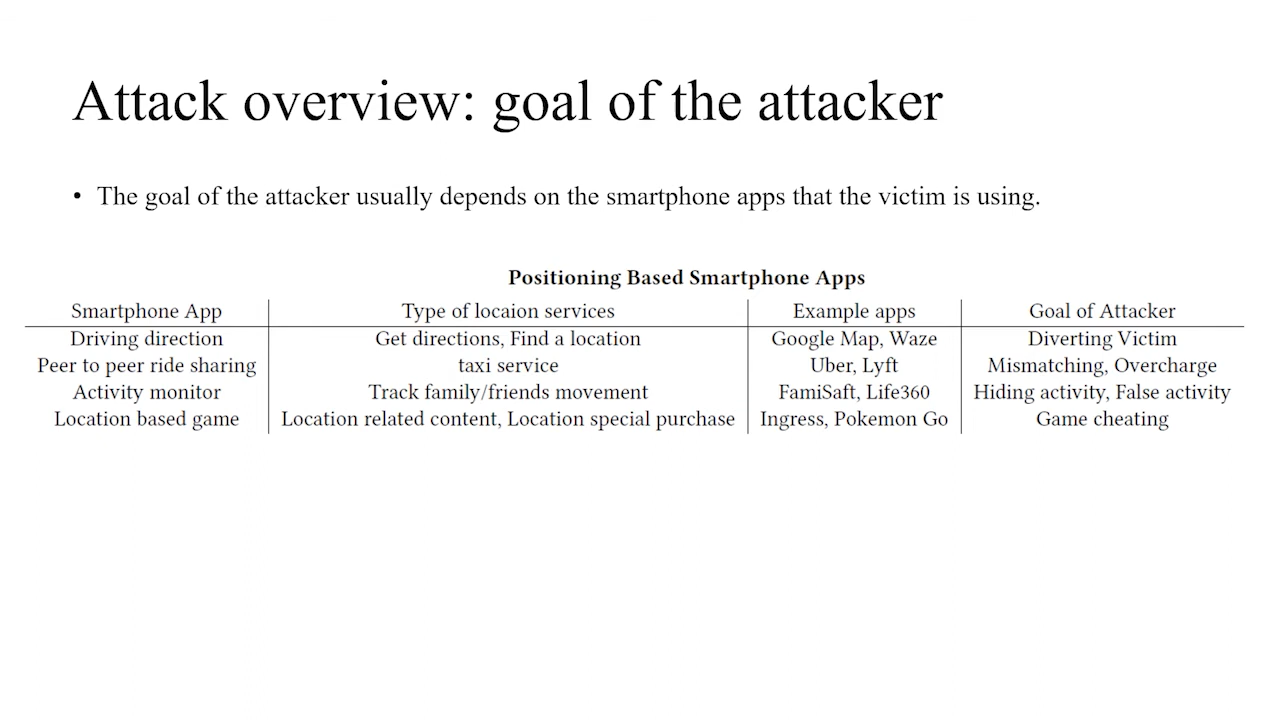 Attack overview: goal of the attacker
• The goal of the attacker usually depends on the smartphone apps that the victim is using.
Positioning Based Smartphone Apps
Smartphone App Type of locaion services Example apps Goal of Attacker
Driving direction Get directions, Find a location Google Map, Waze Diverting Victim
Peer to peer ride sharing taxi service Uber, Lyft Mismatching, Overcharge
Activity monitor Track family/friends movement FamiSaft, Life360 Hiding activity, False activity
Location based game Location related content, Location special purchase Ingress, Pokemon Go Game cheating